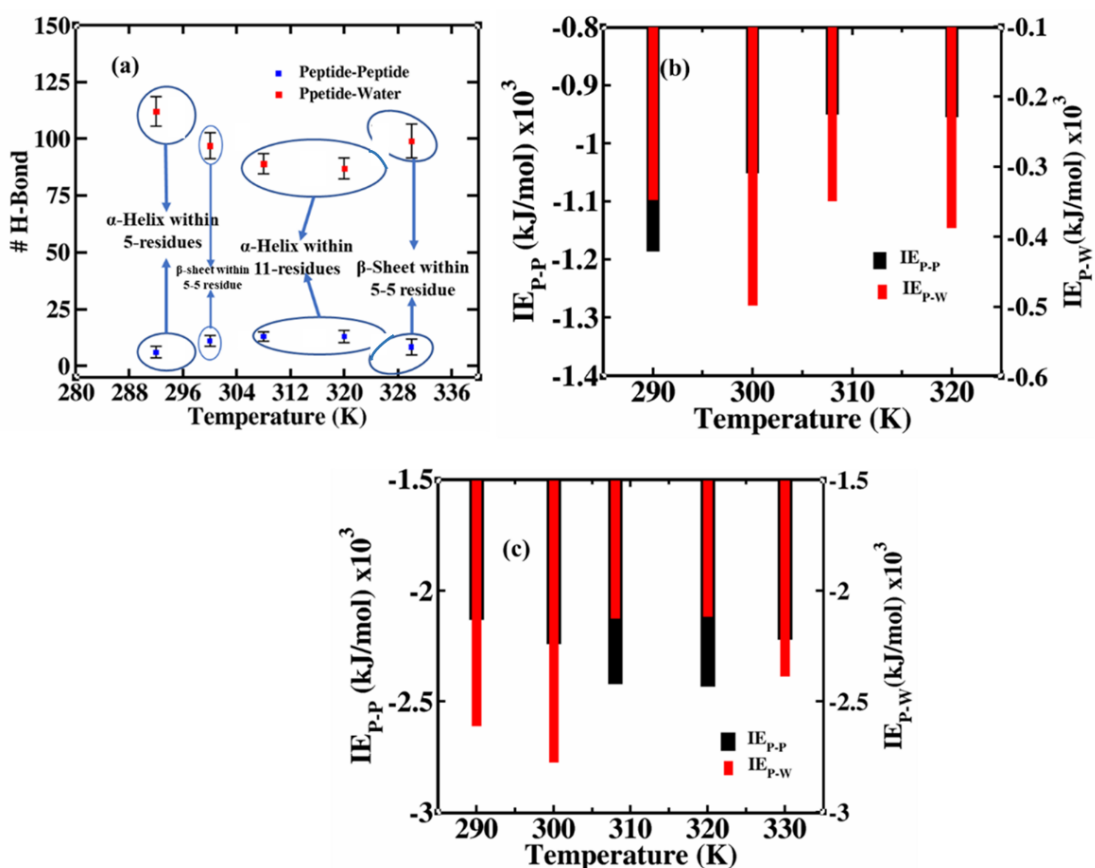 (a)
Peptide-Peptide
Ppetide-Water
α-Helix within
5-residues
β-sheet within
5-5 residue
α-Helix within
11-residues
β-Sheet within
5-5 residue
# H-Bond
150
125
100
75
50
25
0
280 288 296 304 312 320 328 336
Temperature (K)
(b)
IEP-P (kJ/mol) x10³
-0.8
-0.9
-1
-1.1
-1.2
-1.3
-1.4
IEP-W(kJ/mol) x10³
-0.1
-0.2
-0.3
-0.4
-0.5
-0.6
IEP-P
IEP-W
290 300 310 320
Temperature (K)
(c)
IEP-P (kJ/mol) x10³
-1.5
-2
-2.5
-3
IEP-W(kJ/mol) x10³
-1.5
-2
-2.5
-3
IEP-P
IEP-W
290 300 310 320 330
Temperature (K)